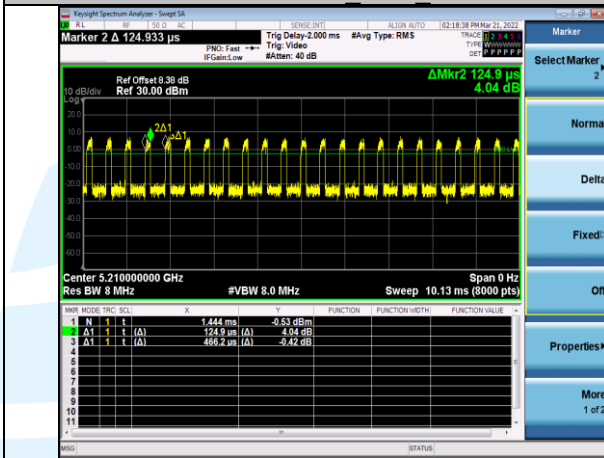 Keysight Spectrum Analyzer - Swept SA
RL RF 50 Ω AC SENSE:INT ALIGN AUTO 02:18:38 PM Mar 21, 2022
Marker 2 Δ 124.933 µs
Trig Delay-2.000 ms #Avg Type: RMS
PNO: Fast Trig: Video
IFGain:Low #Atten: 40 dB
TRACE 1 2 3 4 5 6
TYPE WWWWWW
DET P P P P P P
Ref Offset 8.38 dB
10 dB/div Ref 30.00 dBm
Log
ΔMkr2 124.9 µs
4.04 dB
20.0
10.0
0.00
-10.0
-20.0
-30.0
-40.0
-50.0
-60.0
2Δ1
3Δ1
Center 5.210000000 GHz Span 0 Hz
Res BW 8 MHz #VBW 8.0 MHz Sweep 10.13 ms (8000 pts)
MKR MODE TRC SCL X Y FUNCTION FUNCTION WIDTH FUNCTION VALUE
1 N 1 t 1.444 ms -0.53 dBm
2 Δ1 1 t (Δ) 124.9 µs (Δ) 4.04 dB
3 Δ1 1 t (Δ) 466.2 µs (Δ) -0.42 dB
4
5
6
7
8
9
10
11
MSG STATUS
Marker
Select Marker
2
Norma
Delta
Fixed
Off
Properties
More
1 of 2